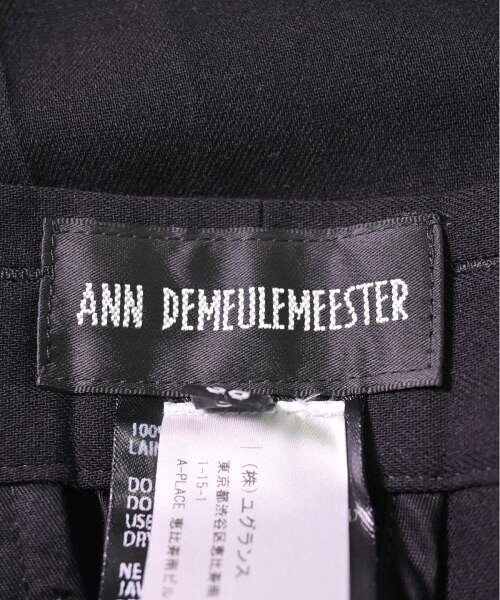 ANN DEMEULEMEESTER
100%
LAIN
DO
DO
USE
DRY
NE
JAV
(株)ユグランス
東京都渋谷区恵比寿南
1-15-1
A-PLACE 恵比寿南ビル